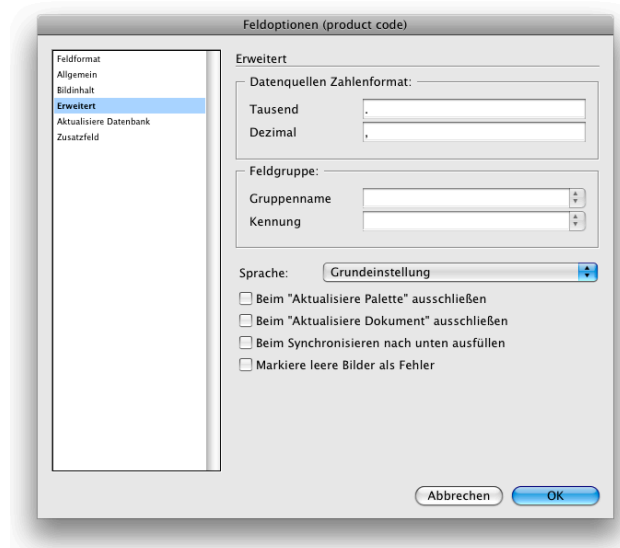 Feldoptionen (product code)
Feldformat
Allgemein
Bildinhalt
Erweitert
Aktualisiere Datenbank
Zusatzfeld
Erweitert
Datenquellen Zahlenformat:
Tausend .
Dezimal ,
Feldgruppe:
Gruppenname
Kennung
Sprache: Grundeinstellung
Beim "Aktualisiere Palette" ausschließen
Beim "Aktualisiere Dokument" ausschließen
Beim Synchronisieren nach unten ausfüllen
Markiere leere Bilder als Fehler
Abbrechen OK